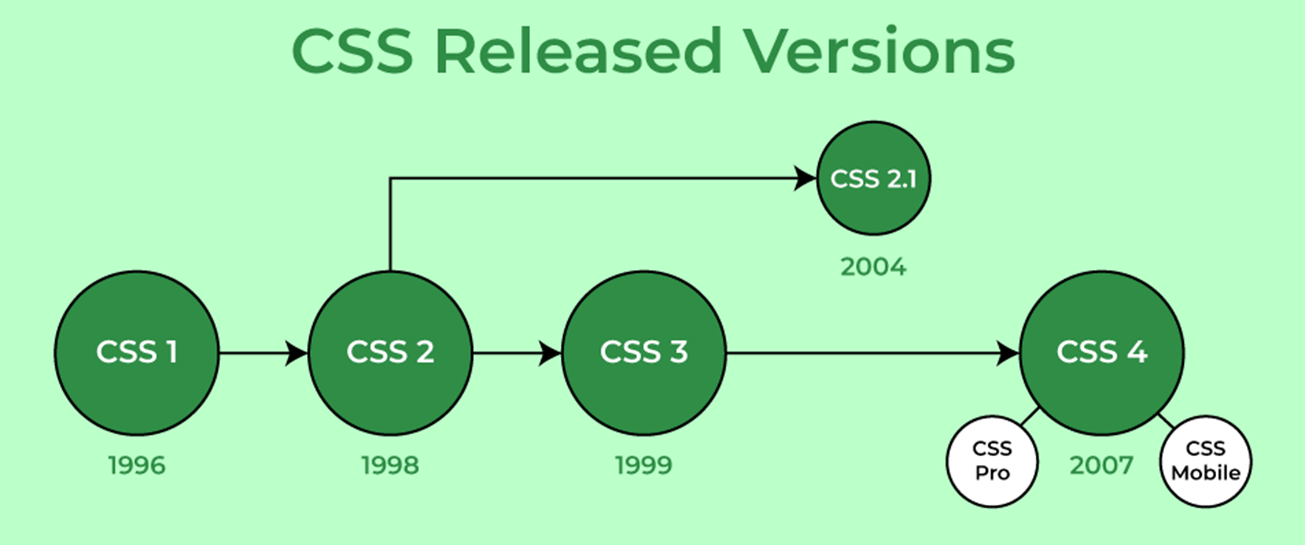 CSS Released Versions
CSS 2.1
2004
CSS 1
CSS 2
CSS 3
CSS 4
1996
1998
1999
CSS
Pro
2007
CSS
Mobile